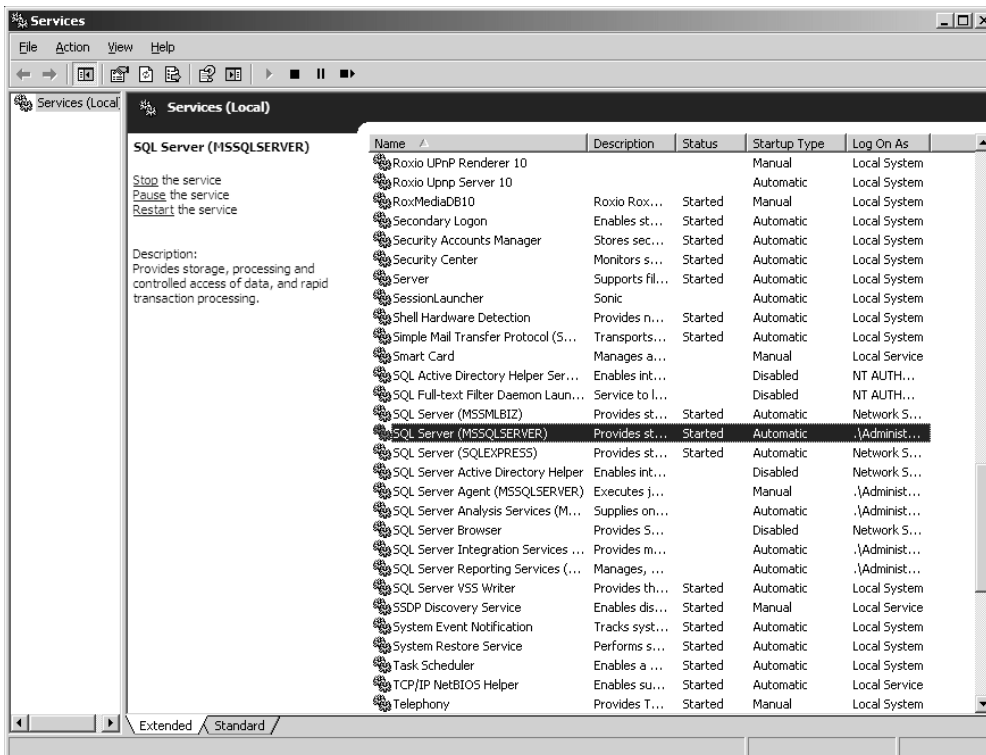 Services
File Action View Help
Services (Local
Services (Local)
SQL Server (MSSQLSERVER)
Stop the service
Pause the service
Restart the service
Description:
Provides storage, processing and
controlled access of data, and rapid
transaction processing.
Name Description Status Startup Type Log On As
Roxio UPnP Renderer 10 Manual Local System
Roxio Upnp Server 10 Automatic Local System
RoxMediaDB10 Roxio Rox... Started Manual Local System
Secondary Logon Enables st... Started Automatic Local System
Security Accounts Manager Stores sec... Started Automatic Local System
Security Center Monitors s... Started Automatic Local System
Server Supports fil... Started Automatic Local System
SessionLauncher Sonic Automatic Local System
Shell Hardware Detection Provides n... Started Automatic Local System
Simple Mail Transfer Protocol (S... Transports... Started Automatic Local System
Smart Card Manages a... Manual Local Service
SQL Active Directory Helper Ser... Enables int... Disabled NT AUTH...
SQL Full-text Filter Daemon Laun... Service to l... Disabled NT AUTH...
SQL Server (MSSMLBIZ) Provides st... Started Automatic Network S...
SQL Server (MSSQLSERVER) Provides st... Started Automatic .\Administ...
SQL Server (SQLEXPRESS) Provides st... Started Automatic Network S...
SQL Server Active Directory Helper Enables int... Disabled Network S...
SQL Server Agent (MSSQLSERVER) Executes j... Manual .\Administ...
SQL Server Analysis Services (M... Supplies on... Automatic .\Administ...
SQL Server Browser Provides S... Disabled Network S...
SQL Server Integration Services ... Provides m... Automatic .\Administ...
SQL Server Reporting Services (... Manages, ... Automatic .\Administ...
SQL Server VSS Writer Provides th... Started Automatic Local System
SSDP Discovery Service Enables dis... Started Manual Local Service
System Event Notification Tracks syst... Started Automatic Local System
System Restore Service Performs s... Started Automatic Local System
Task Scheduler Enables a ... Started Automatic Local System
TCP/IP NetBIOS Helper Enables su... Started Automatic Local Service
Telephony Provides T... Started Manual Local System
Extended Standard